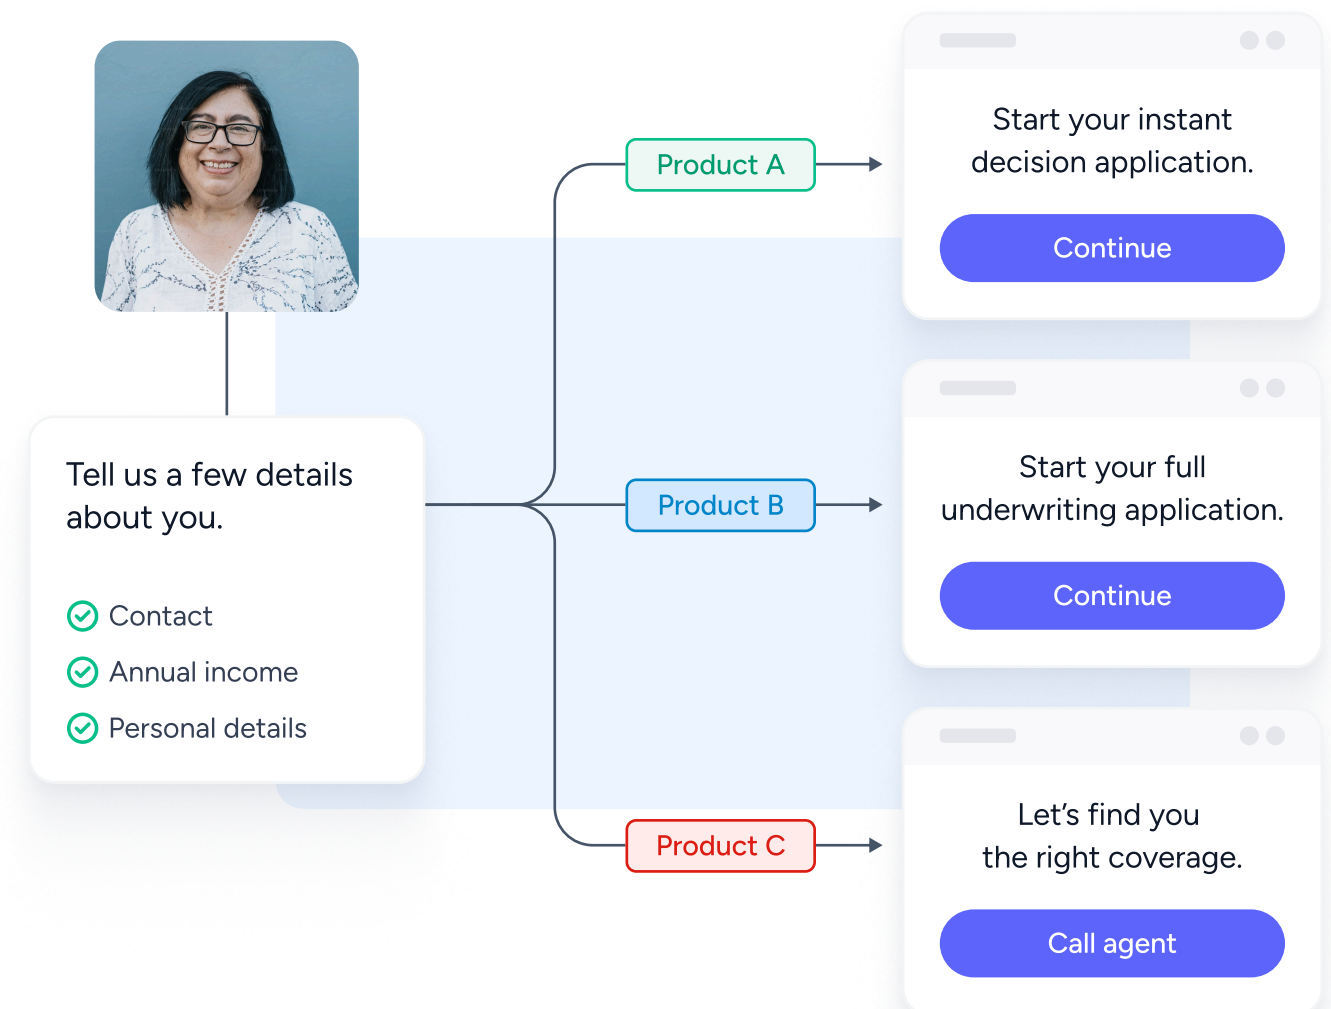 Tell us a few details
about you.
Contact
Annual income
Personal details
Product A
Start your instant
decision application.
Continue
Product B
Start your full
underwriting application.
Continue
Product C
Let’s find you
the right coverage.
Call agent